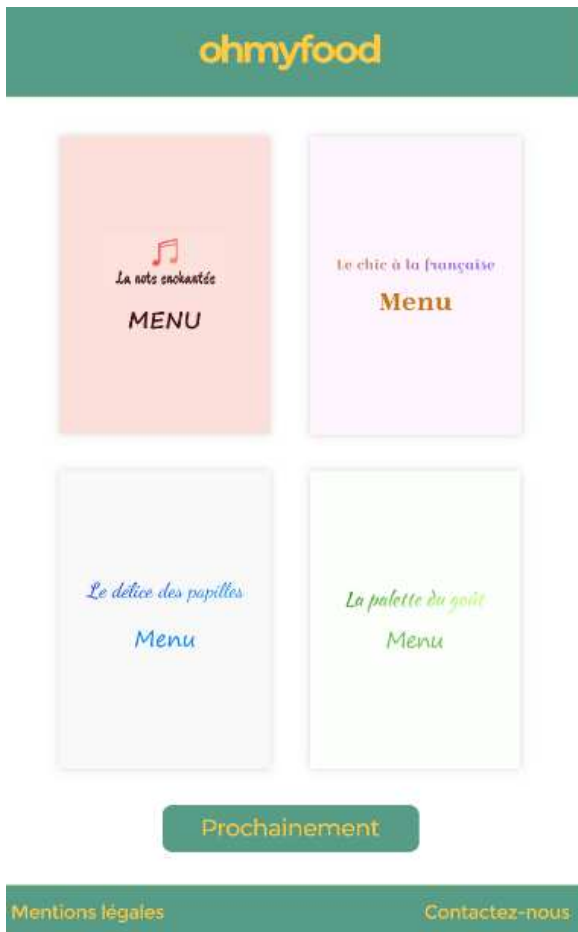 ohmyfood
La note enchantée
MENU
Le chic à la française
Menu
Le délice des papilles
Menu
La palette du goût
Menu
Prochainement
Mentions légales
Contactez-nous